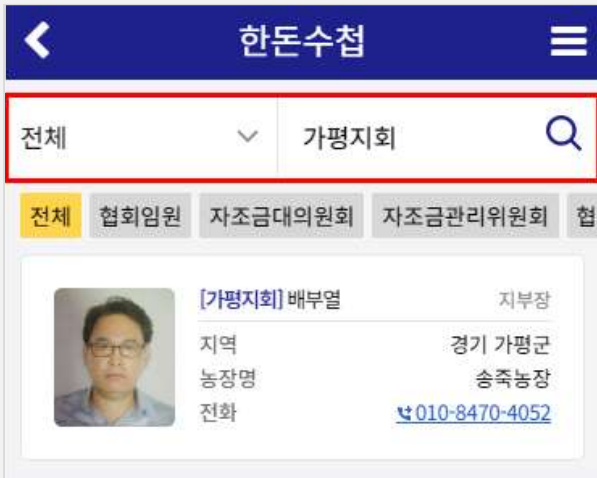 한돈수첩
전체 가평지회
전체 협회임원 자조금대의원회 자조금관리위원회 협
[가평지회] 배부열 지부장
지역 경기 가평군
농장명 송죽농장
전화 010-8470-4052